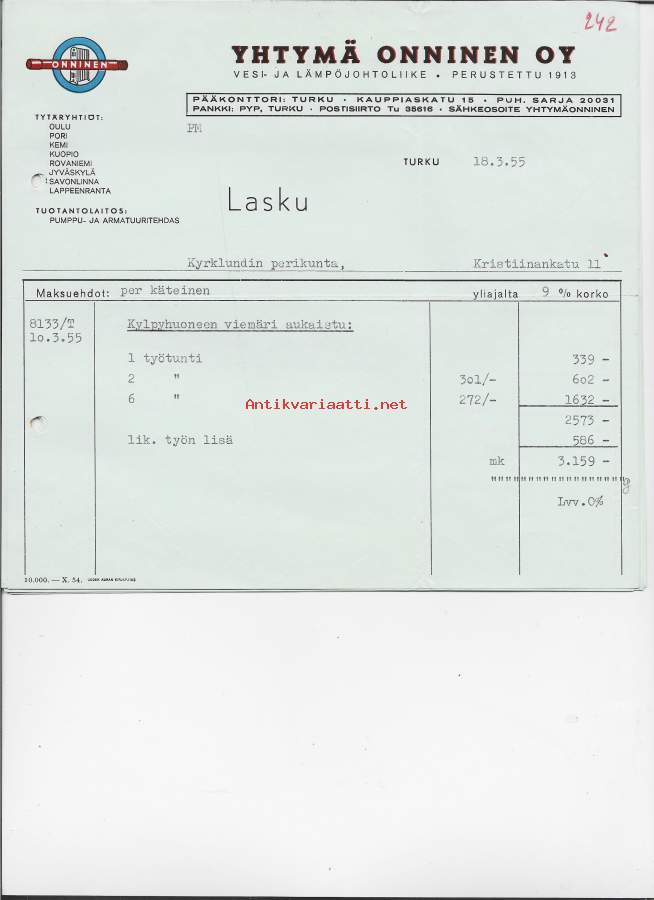 242
ONNINEN
YHTYMÄ ONNINEN OY
VESI- JA LÄMPÖJOHTOLIIKE • PERUSTETTU 1913
PÄÄKONTTORI: TURKU · KAUPPIASKATU 15 · PUH. SARJA 20031
PANKKI: PYP, TURKU · POSTISIIRTO Tu 35616 · SÄHKEOSOITE YHTYMÄONNINEN
TYTÄRYHTIÖT:
OULU
PORI
KEMI
KUOPIO
ROVANIEMI
JYVÄSKYLÄ
SAVONLINNA
LAPPEENRANTA
TUOTANTOLAITOS:
PUMPPU- JA ARMATUURITEHDAS
PM
TURKU 18.3.55
Lasku
Kyrklundin perikunta, Kristiinankatu 11
Maksuehdot: per käteinen yliajalta 9 % korko
8133/T Kylpyhuoneen viemäri aukaistu:
10.3.55
1 työtunti 339 -
2 " 301/- 602 -
6 " 272/- 1632 -
Antikvariaatti.net
2573 -
lik. työn lisä 586 -
mk 3.159 -
""""""""""""""""""
Lvv.0%
10.000. — X. 54.